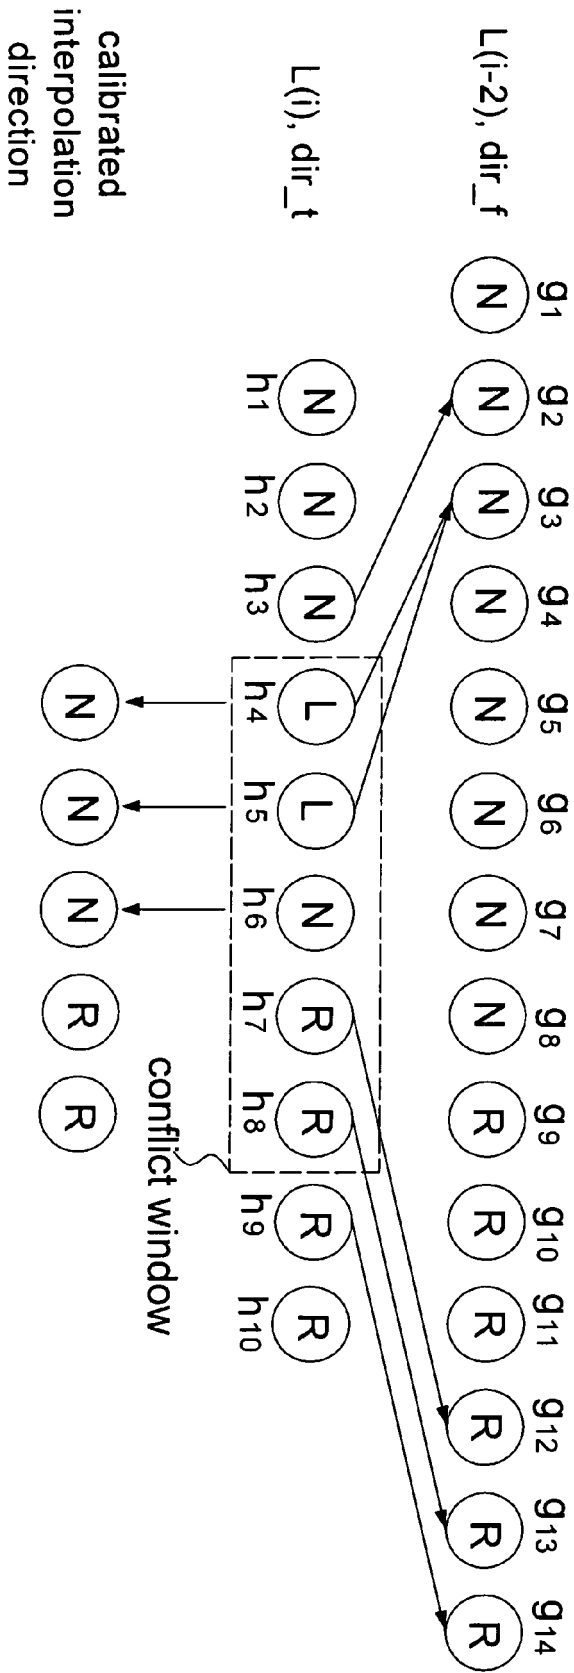 g1 g2 g3 g4 g5 g6 g7 g8 g9 g10 g11 g12 g13 g14
L(i-2), dir_f N N N N N N N N R R R R R R
L(i), dir_t N N N L L N R R R R
h1 h2 h3 h4 h5 h6 h7 h8 h9 h10
conflict window
calibrated
interpolation
direction
N N N R R